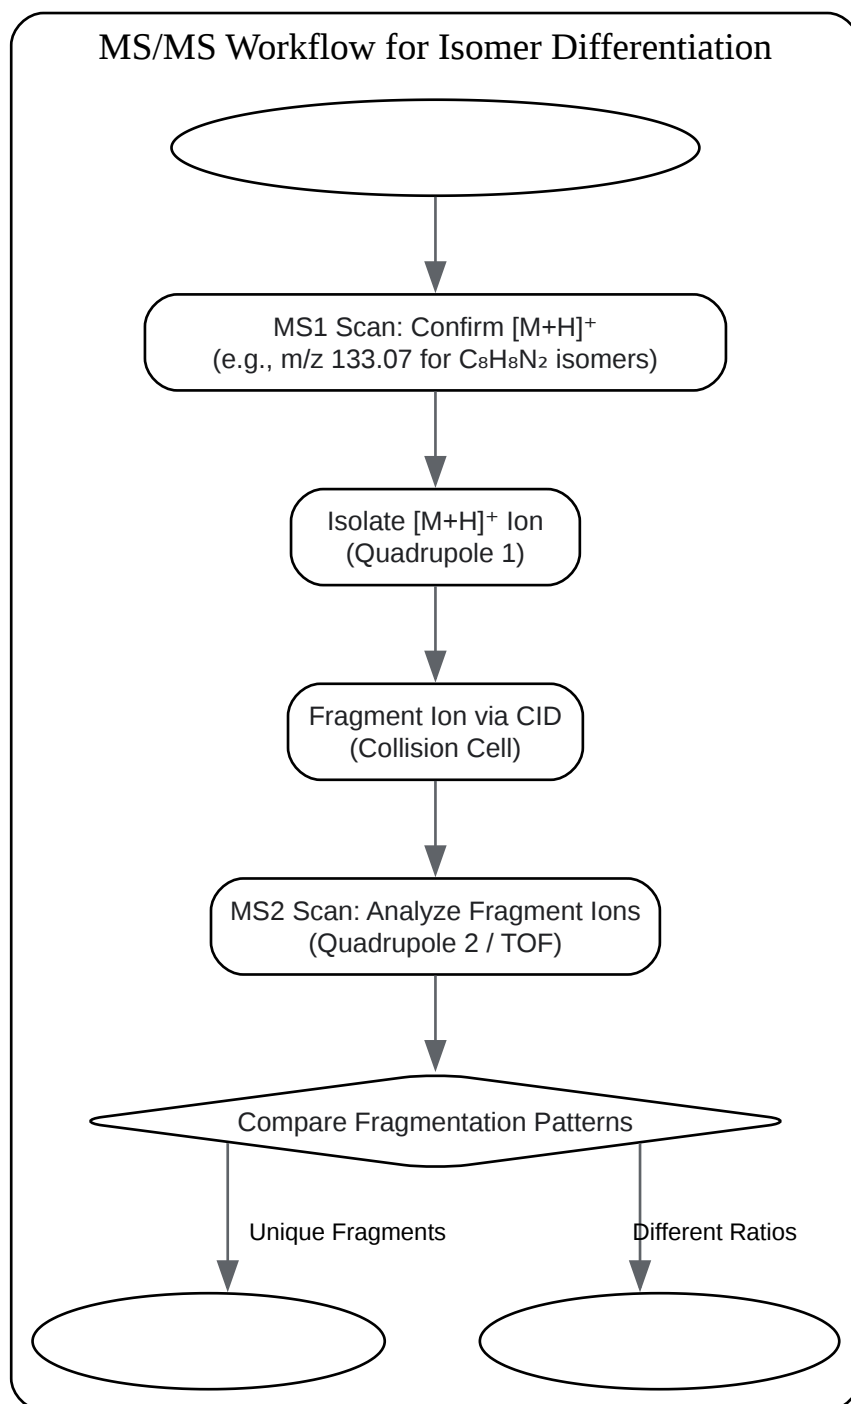 MS/MS Workflow for Isomer Differentiation
MS1 Scan: Confirm [M+H]⁺
(e.g., m/z 133.07 for C₈H₈N₂ isomers)
Isolate [M+H]⁺ Ion
(Quadrupole 1)
Fragment Ion via CID
(Collision Cell)
MS2 Scan: Analyze Fragment Ions
(Quadrupole 2 / TOF)
Compare Fragmentation Patterns
Unique Fragments
Different Ratios